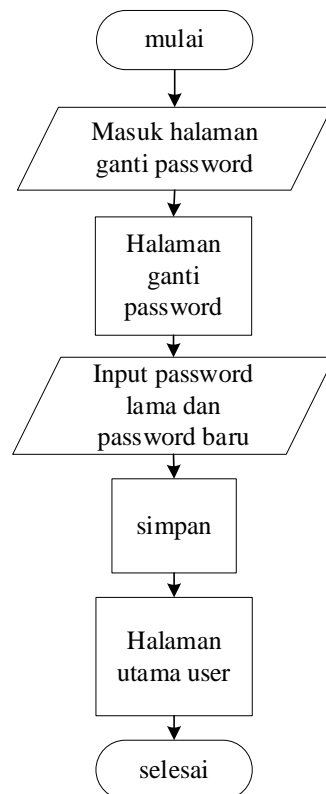 mulai
Masuk halaman
ganti password
Halaman
ganti
password
Input password
lama dan
password baru
simpan
Halaman
utama user
selesai